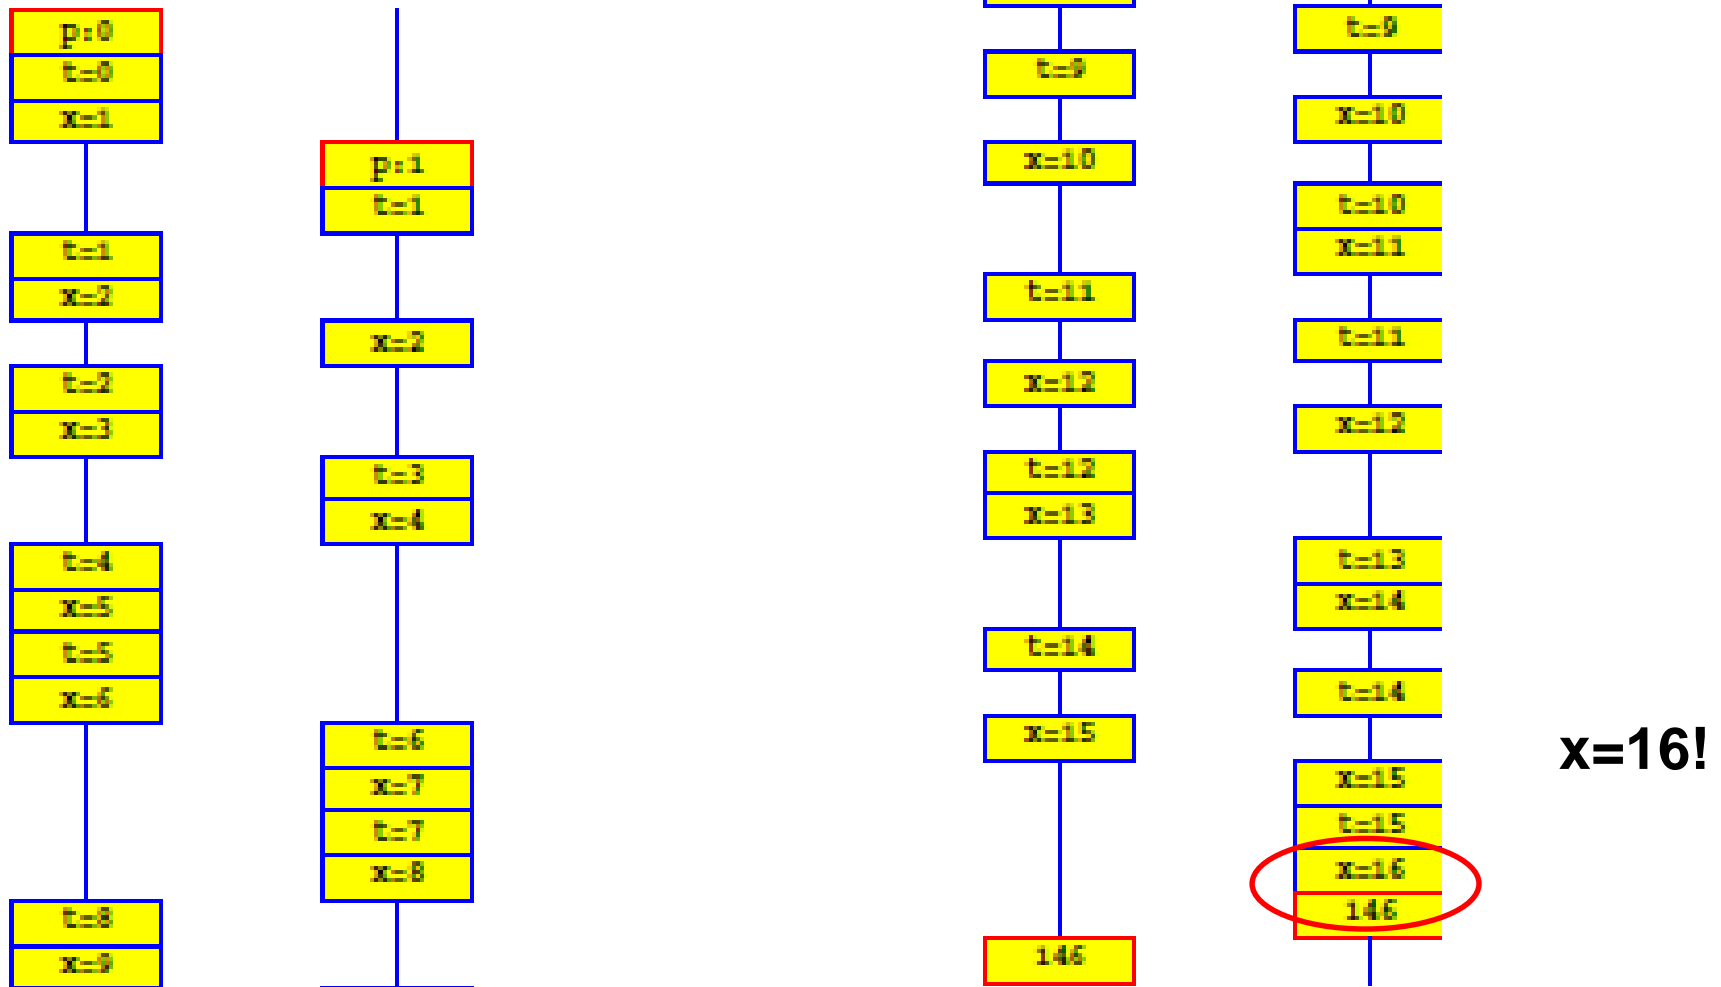 p:0
t=0
x=1
t=1
x=2
t=2
x=3
t=4
x=5
t=5
x=6
t=8
x=9
p:1
t=1
x=2
t=3
x=4
t=6
x=7
t=7
x=8
t=9
x=10
t=11
x=12
t=12
x=13
t=14
x=15
146
t=9
x=10
t=10
x=11
t=11
x=12
t=13
x=14
t=14
x=15
t=15
x=16
146
x=16!